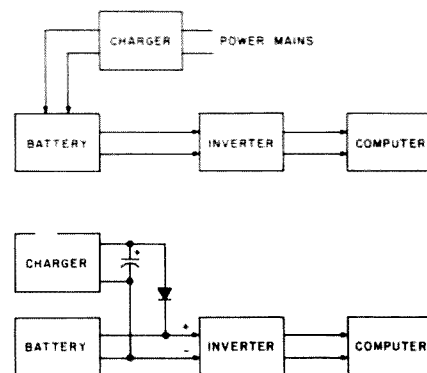 CHARGER
POWER MAINS
BATTERY
INVERTER
COMPUTER
CHARGER
+
+
-
BATTERY
INVERTER
COMPUTER